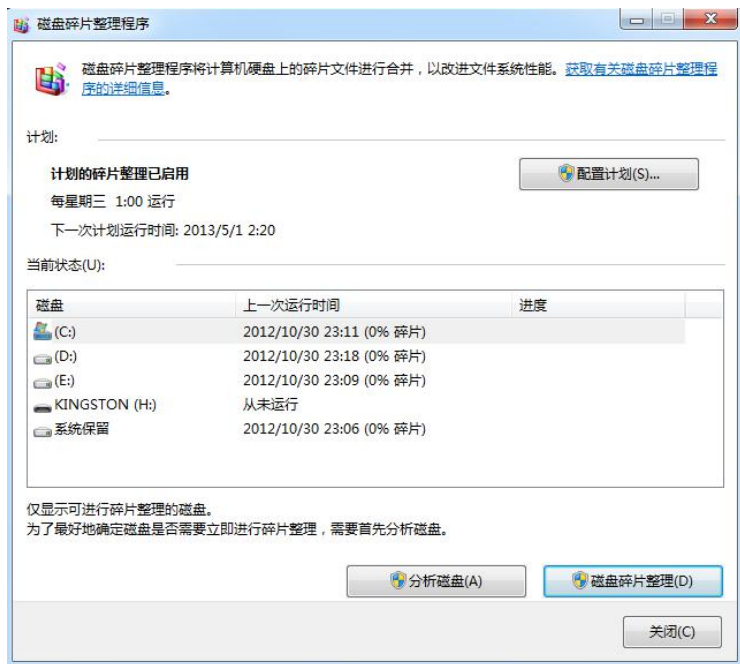 磁盘碎片整理程序
磁盘碎片整理程序将计算机硬盘上的碎片文件进行合并，以改进文件系统性能。获取有关磁盘碎片整理程
序的详细信息。
计划:
计划的碎片整理已启用
配置计划(S)...
每星期三 1:00 运行
下一次计划运行时间: 2013/5/1 2:20
当前状态(U):
磁盘 上一次运行时间 进度
(C:) 2012/10/30 23:11 (0% 碎片)
(D:) 2012/10/30 23:18 (0% 碎片)
(E:) 2012/10/30 23:09 (0% 碎片)
KINGSTON (H:) 从未运行
系统保留 2012/10/30 23:06 (0% 碎片)
仅显示可进行碎片整理的磁盘。
为了最好地确定磁盘是否需要立即进行碎片整理，需要首先分析磁盘。
分析磁盘(A) 磁盘碎片整理(D)
关闭(C)